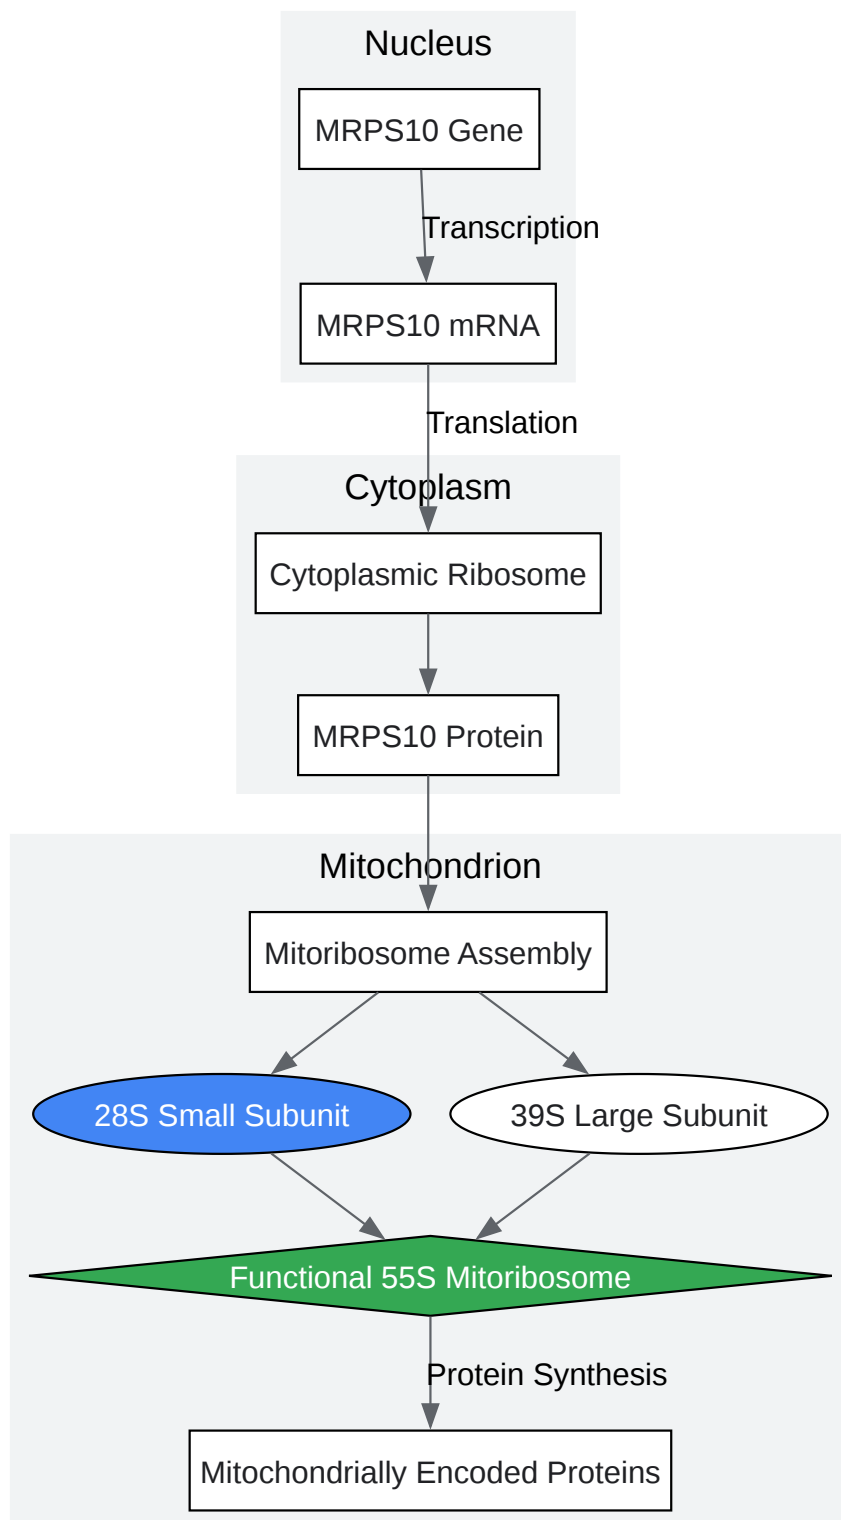 Nucleus
MRPS10 Gene
Transcription
MRPS10 mRNA
Translation
Cytoplasm
Cytoplasmic Ribosome
MRPS10 Protein
Mitochondrion
Mitoribosome Assembly
28S Small Subunit
39S Large Subunit
Functional 55S Mitoribosome
Protein Synthesis
Mitochondrially Encoded Proteins